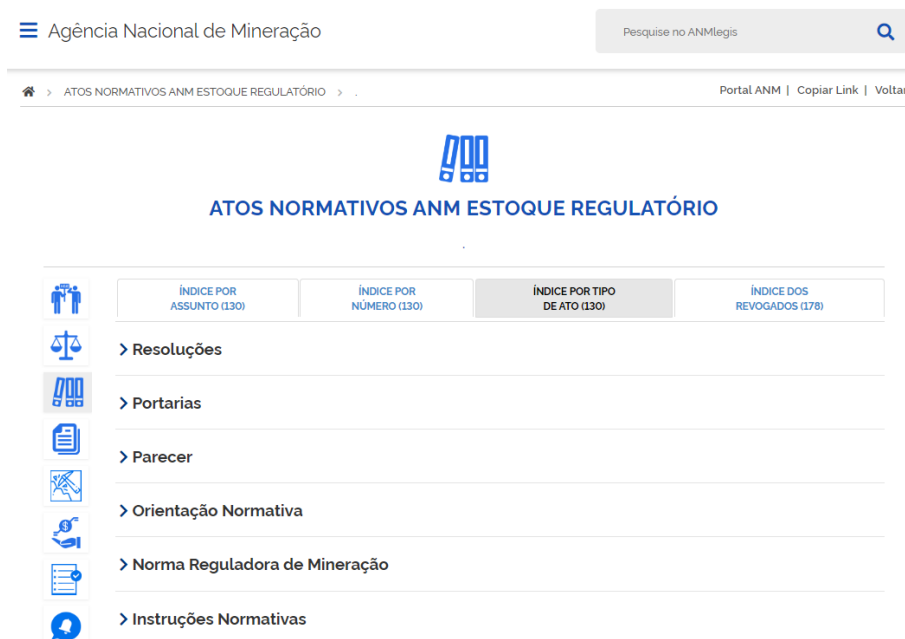 Agência Nacional de Mineração
Pesquise no ANMlegis
> ATOS NORMATIVOS ANM ESTOQUE REGULATÓRIO > .
Portal ANM | Copiar Link | Voltar
ATOS NORMATIVOS ANM ESTOQUE REGULATÓRIO
.
ÍNDICE POR
ASSUNTO (130)
ÍNDICE POR
NÚMERO (130)
ÍNDICE POR TIPO
DE ATO (130)
ÍNDICE DOS
REVOGADOS (178)
Resoluções
Portarias
Parecer
Orientação Normativa
Norma Reguladora de Mineração
Instruções Normativas